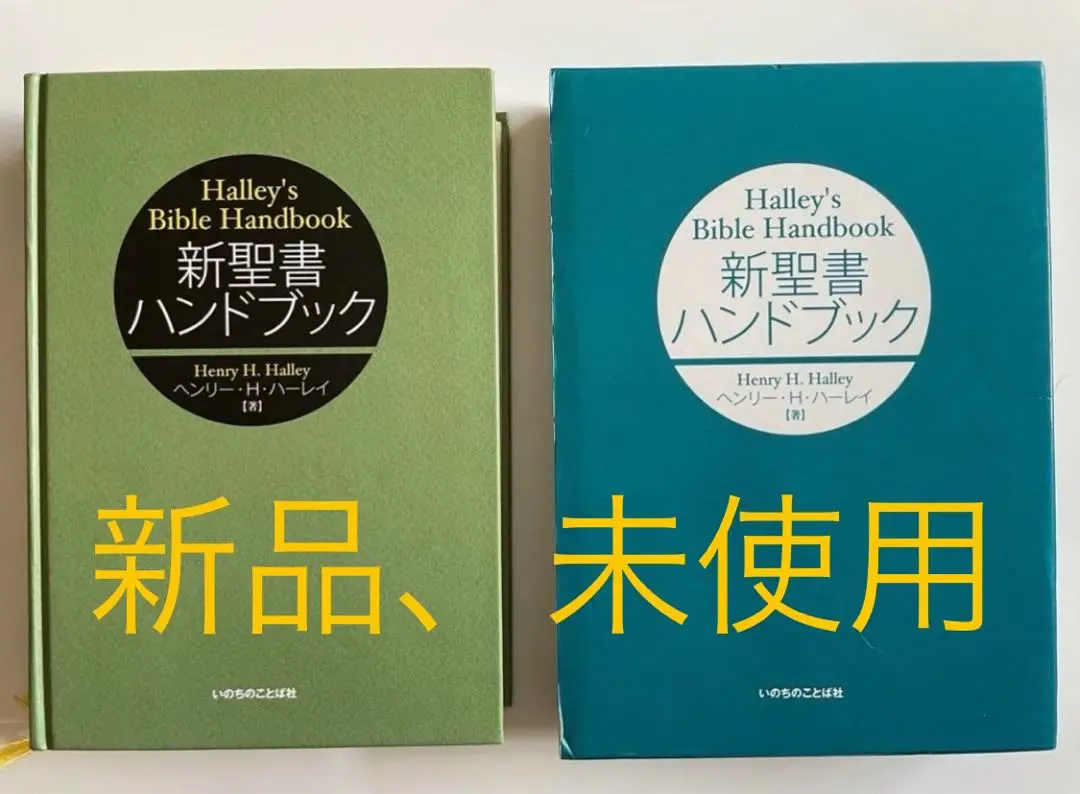 Halley's
Bible Handbook
新聖書
ハンドブック
Henry H. Halley
ヘンリー・H・ハーレイ
【著】
いのちのことば社
Halley's
Bible Handbook
新聖書
ハンドブック
Henry H. Halley
ヘンリー・H・ハーレイ
【著】
いのちのことば社
新品、未使用